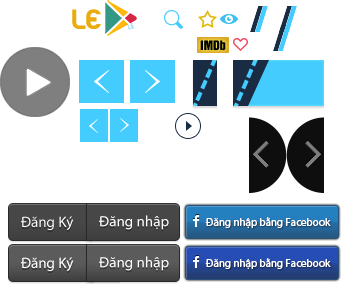 LE
IMDb
Đăng Ký Đăng nhập
f Đăng nhập bằng Facebook
Đăng Ký Đăng nhập
f Đăng nhập bằng Facebook